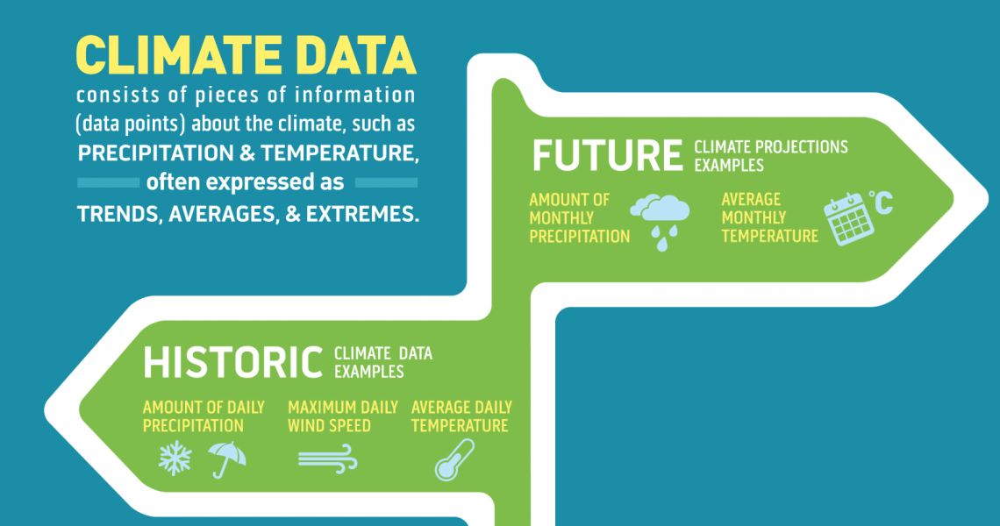 CLIMATE DATA
consists of pieces of information
(data points) about the climate, such as
PRECIPITATION & TEMPERATURE,
often expressed as
TRENDS, AVERAGES, & EXTREMES.
FUTURE CLIMATE PROJECTIONS
EXAMPLES
AMOUNT OF
MONTHLY
PRECIPITATION
AVERAGE
MONTHLY
TEMPERATURE
°C
HISTORIC CLIMATE DATA
EXAMPLES
AMOUNT OF DAILY
PRECIPITATION
MAXIMUM DAILY
WIND SPEED
AVERAGE DAILY
TEMPERATURE